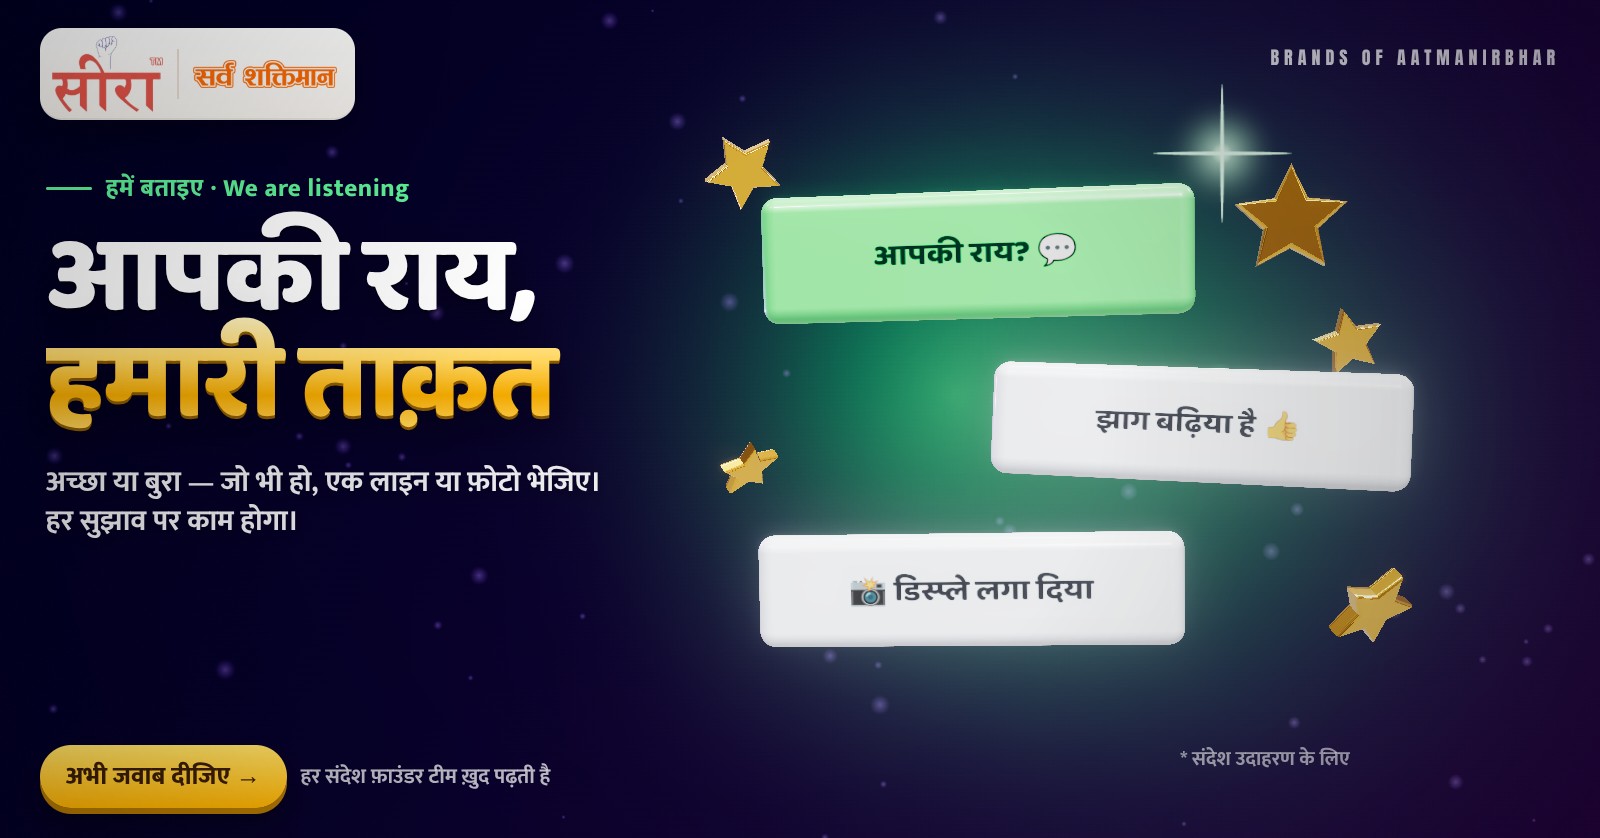 सीरा TM
सर्व शक्तिमान
BRANDS OF AATMANIRBHAR
हमें बताइए · We are listening
आपकी राय,
हमारी ताक़त
अच्छा या बुरा — जो भी हो, एक लाइन या फ़ोटो भेजिए।
हर सुझाव पर काम होगा।
आपकी राय? 💬
झाग बढ़िया है 👍
📸 डिस्प्ले लगा दिया
* संदेश उदाहरण के लिए
अभी जवाब दीजिए →
हर संदेश फ़ाउंडर टीम ख़ुद पढ़ती है